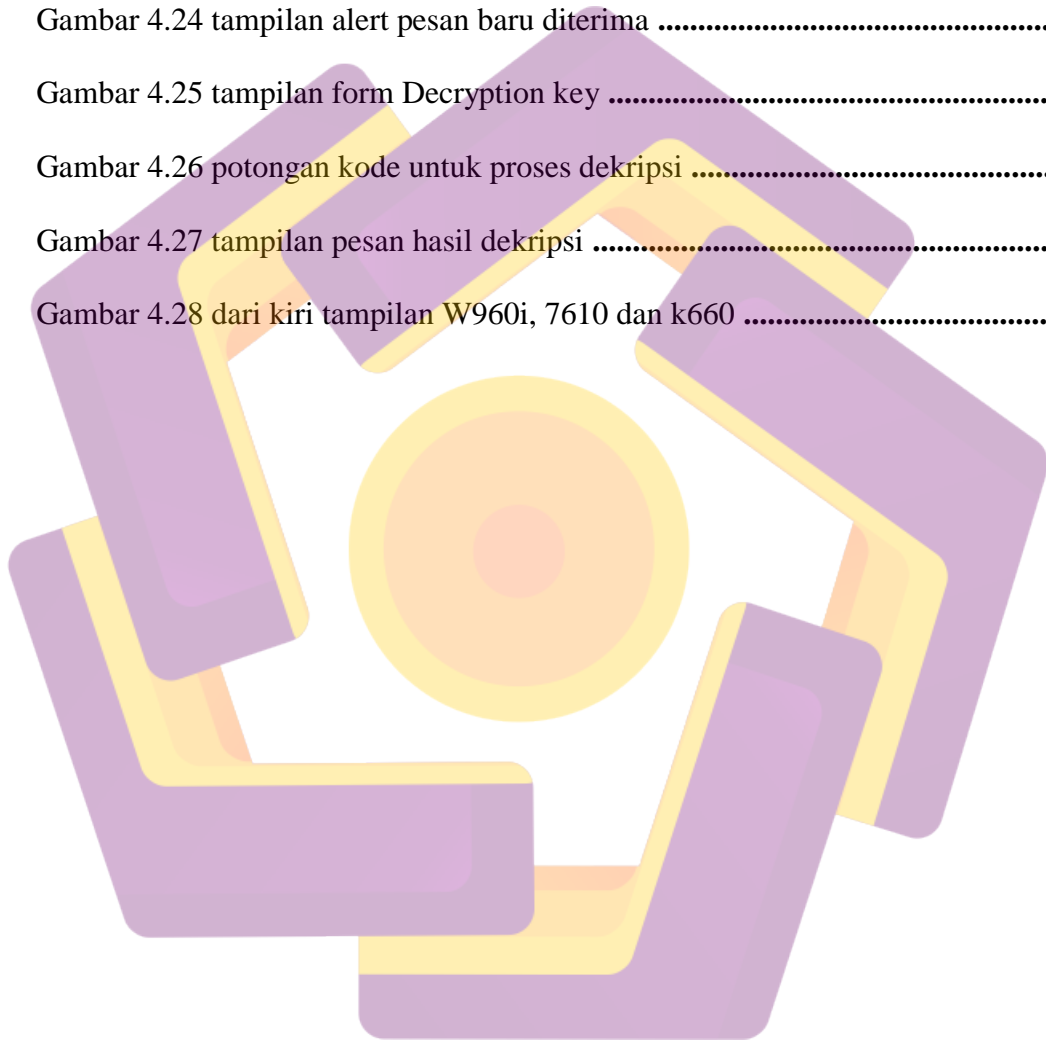 Gambar 4.24 tampilan alert pesan baru diterima ................................................
Gambar 4.25 tampilan form Decryption key ......................................................
Gambar 4.26 potongan kode untuk proses dekripsi ............................................
Gambar 4.27 tampilan pesan hasil dekripsi ........................................................
Gambar 4.28 dari kiri tampilan W960i, 7610 dan k660 ......................................